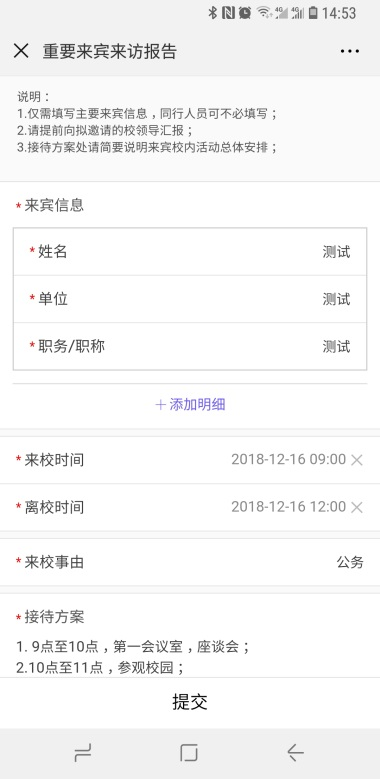 14:53
重要来宾来访报告
说明：
1.仅需填写主要来宾信息，同行人员可不必填写；
2.请提前向拟邀请的校领导汇报；
3.接待方案处请简要说明来宾校内活动总体安排；
* 来宾信息
* 姓名 测试
* 单位 测试
* 职务/职称 测试
+ 添加明细
* 来校时间 2018-12-16 09:00
* 离校时间 2018-12-16 12:00
* 来校事由 公务
* 接待方案
1. 9点至10点，第一会议室，座谈会；
2.10点至11点，参观校园；
提交